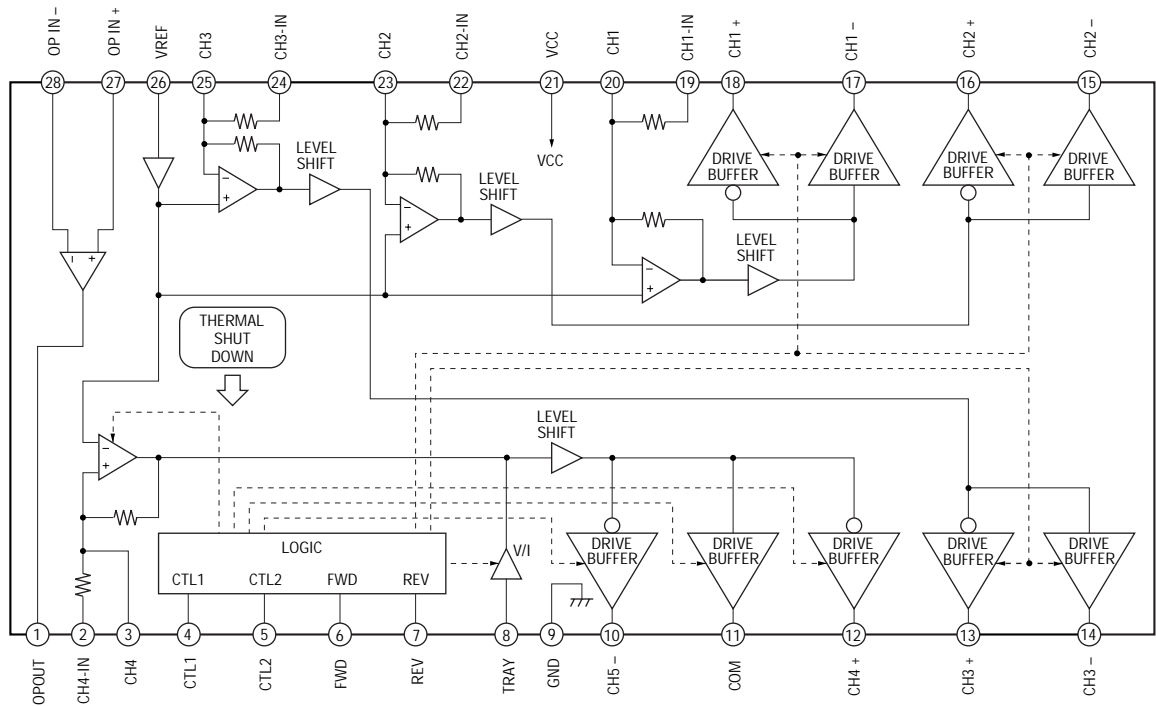 OP IN −
OP IN +
VREF
CH3
CH3-IN
CH2
CH2-IN
VCC
CH1
CH1-IN
CH1 +
CH1 −
CH2 +
CH2 −
28
27
26
25
24
23
22
21
20
19
18
17
16
15
−
+
−
+
LEVEL
SHIFT
−
+
LEVEL
SHIFT
VCC
−
+
LEVEL
SHIFT
DRIVE
BUFFER
DRIVE
BUFFER
DRIVE
BUFFER
DRIVE
BUFFER
THERMAL
SHUT
DOWN
−
+
LEVEL
SHIFT
LOGIC
CTL1
CTL2
FWD
REV
V/I
DRIVE
BUFFER
DRIVE
BUFFER
DRIVE
BUFFER
DRIVE
BUFFER
DRIVE
BUFFER
1
2
3
4
5
6
7
8
9
10
11
12
13
14
OPOUT
CH4-IN
CH4
CTL1
CTL2
FWD
REV
TRAY
GND
CH5 −
COM
CH4 +
CH3 +
CH3 −